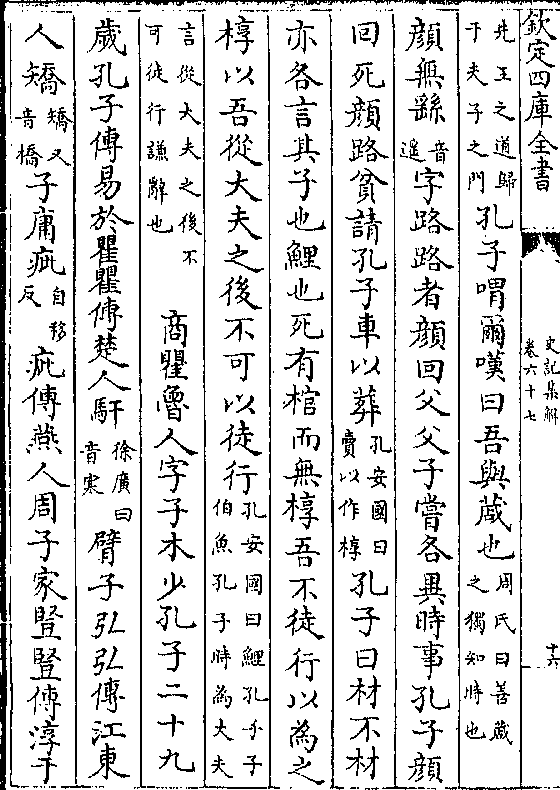 欽定四庫全書
史記集解
卷六十七
十六
先王之道歸
于夫子之門
孔子喟爾嘆曰吾與蒧也
周氏曰善蒧
之獨知時也
顔無繇
音
遥
字路路者顔回父父子嘗各異時事孔子顔
回死顔路貧請孔子車以葬
孔安國曰
賣以作椁
孔子曰材不材
亦各言其子也鯉也死有棺而無椁吾不徒行以為之
椁以吾從大夫之後不可以徒行
孔安國曰鯉孔子子
伯魚孔子時為大夫
言從大夫之後不
可徒行謙辭也
商瞿魯人字子木少孔子二十九
歲孔子傳易於瞿瞿傳楚人馯
徐廣曰
音寒
臂子弘弘傳江東
人矯
矯又
音橋
子庸疵
自移
反
疵傳燕人周子家豎豎傳淳于